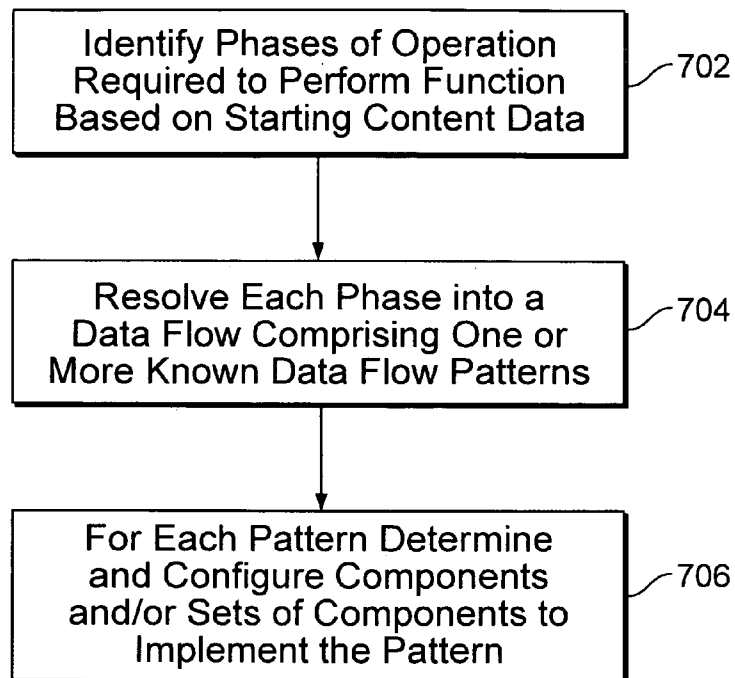 Identify Phases of Operation
Required to Perform Function
Based on Starting Content Data
702
Resolve Each Phase into a
Data Flow Comprising One or
More Known Data Flow Patterns
704
For Each Pattern Determine
and Configure Components
and/or Sets of Components to
Implement the Pattern
706